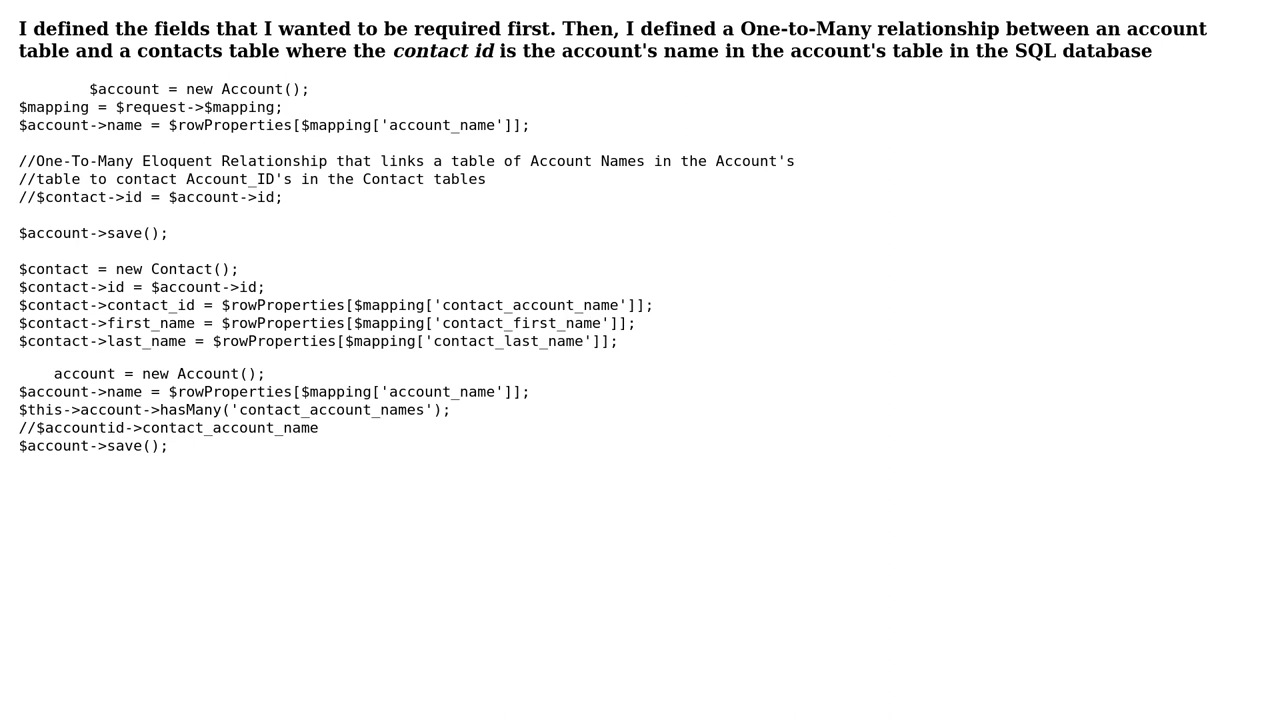 I defined the fields that I wanted to be required first. Then, I defined a One-to-Many relationship between an account
table and a contacts table where the contact id is the account's name in the account's table in the SQL database
$account = new Account();
$mapping = $request->$mapping;
$account->name = $rowProperties[$mapping['account_name']];
//One-To-Many Eloquent Relationship that links a table of Account Names in the Account's
//table to contact Account_ID's in the Contact tables
//$contact->id = $account->id;
$account->save();
$contact = new Contact();
$contact->id = $account->id;
$contact->contact_id = $rowProperties[$mapping['contact_account_name']];
$contact->first_name = $rowProperties[$mapping['contact_first_name']];
$contact->last_name = $rowProperties[$mapping['contact_last_name']];
account = new Account();
$account->name = $rowProperties[$mapping['account_name']];
$this->account->hasMany('contact_account_names');
//$accountid->contact_account_name
$account->save();